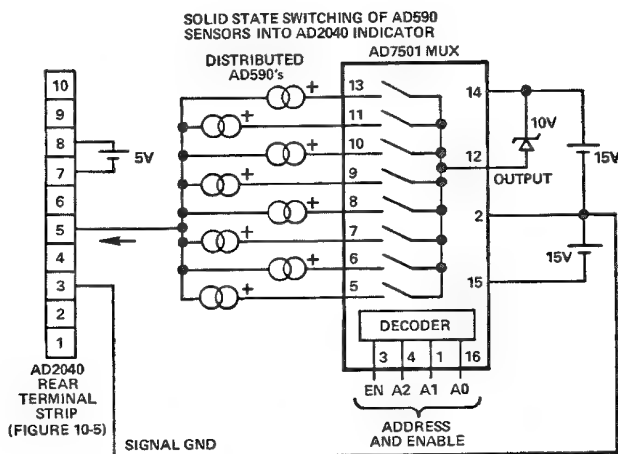 SOLID STATE SWITCHING OF AD590
SENSORS INTO AD2040 INDICATOR
AD7501 MUX
DISTRIBUTED
AD590's
10
9
8
7
6
5
4
3
2
1
5V
+
+
+
+
+
+
+
+
13
11
10
9
8
7
6
5
14
12
2
15
10V
OUTPUT
15V
15V
DECODER
3 4 1 16
EN A2 A1 A0
ADDRESS
AND ENABLE
AD2040
REAR
TERMINAL
STRIP
(FIGURE 10-5)
SIGNAL GND